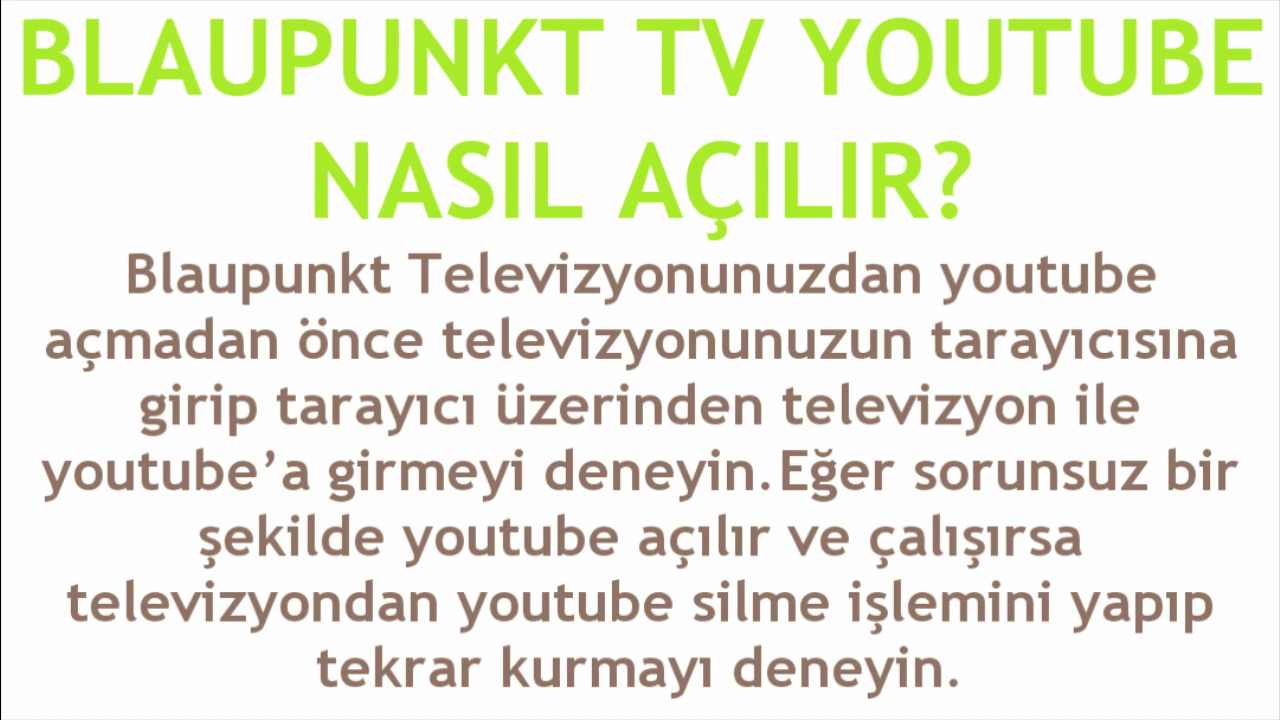 BLAUPUNKT TV YOUTUBE
NASIL AÇILIR?
Blaupunkt Televizyonunuzdan youtube
açmadan önce televizyonunuzun tarayıcısına
girip tarayıcı üzerinden televizyon ile
youtube’a girmeyi deneyin.Eğer sorunsuz bir
şekilde youtube açılır ve çalışırsa
televizyondan youtube silme işlemini yapıp
tekrar kurmayı deneyin.